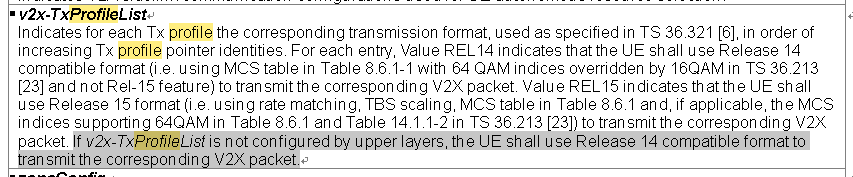 v2x-TxProfileList
Indicates for each Tx profile the corresponding transmission format, used as specified in TS 36.321 [6], in order of
increasing Tx profile pointer identities. For each entry, Value REL14 indicates that the UE shall use Release 14
compatible format (i.e. using MCS table in Table 8.6.1-1 with 64 QAM indices overridden by 16QAM in TS 36.213
[23] and not Rel-15 feature) to transmit the corresponding V2X packet. Value REL15 indicates that the UE shall
use Release 15 format (i.e. using rate matching, TBS scaling, MCS table in Table 8.6.1 and, if applicable, the MCS
indices supporting 64QAM in Table 8.6.1 and Table 14.1.1-2 in TS 36.213 [23]) to transmit the corresponding V2X
packet. If v2x-TxProfileList is not configured by upper layers, the UE shall use Release 14 compatible format to
transmit the corresponding V2X packet.